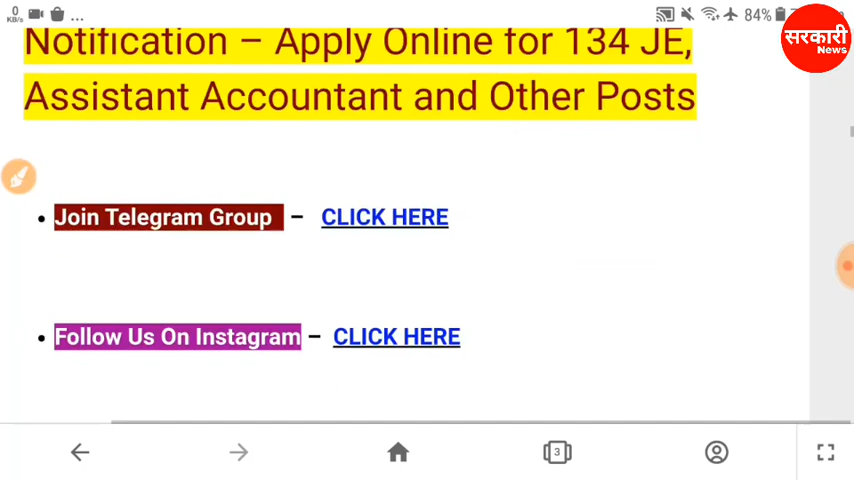 0
KB/s
...
84%
सरकारी
News
Notification – Apply Online for 134 JE,
Assistant Accountant and Other Posts
Join Telegram Group – CLICK HERE
Follow Us On Instagram – CLICK HERE
3